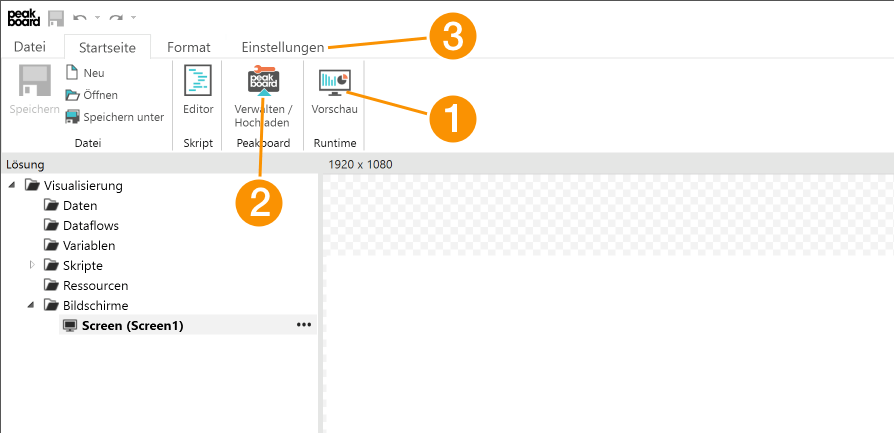 peak
board
Datei Startseite Format Einstellungen 3
Speichern
Neu
Öffnen
Speichern unter
Datei
Editor
Skript
peak
board
Verwalten /
Hochladen
Peakboard
Vorschau
Runtime
1
2
Lösung
Visualisierung
Daten
Dataflows
Variablen
Skripte
Ressourcen
Bildschirme
Screen (Screen1) •••
1920 x 1080